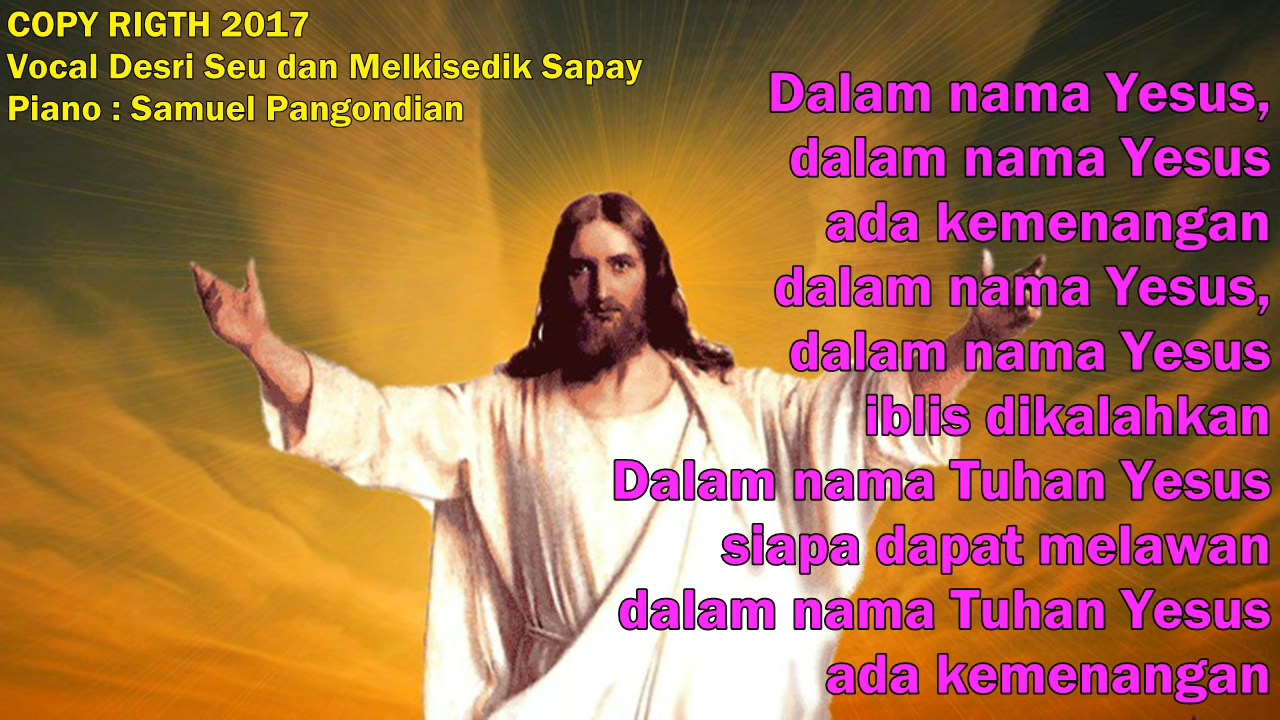 COPY RIGTH 2017
Vocal Desri Seu dan Melkisedik Sapay
Piano : Samuel Pangondian
Dalam nama Yesus,
dalam nama Yesus
ada kemenangan
dalam nama Yesus,
dalam nama Yesus
iblis dikalahkan
Dalam nama Tuhan Yesus
siapa dapat melawan
dalam nama Tuhan Yesus
ada kemenangan